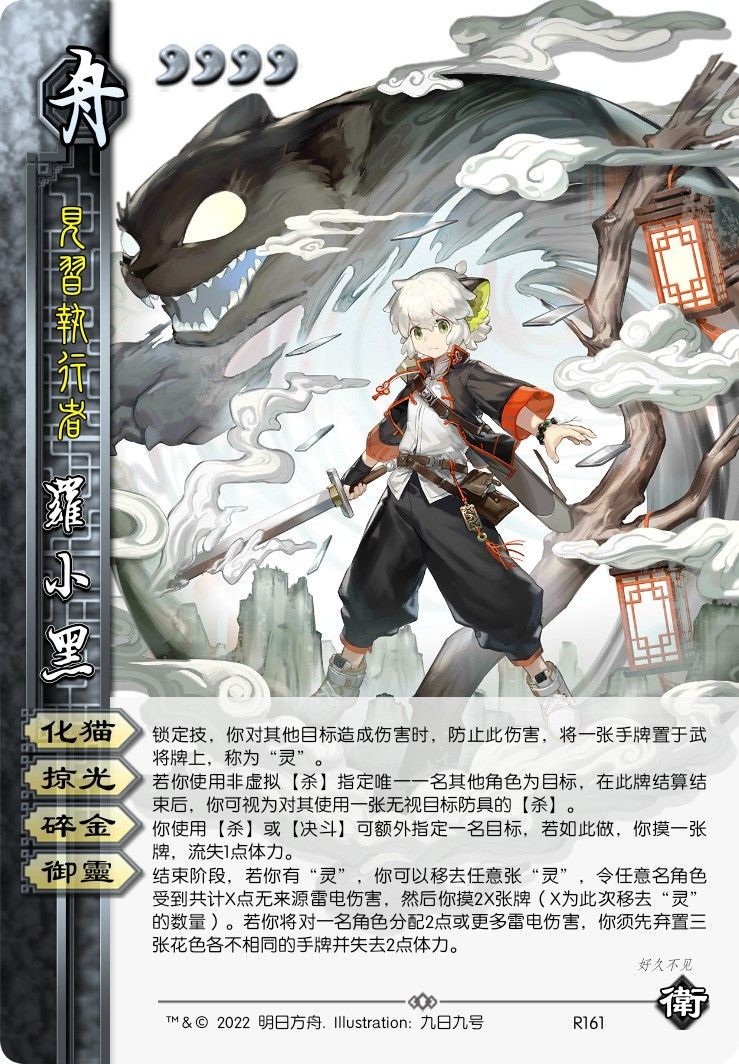 舟
見習執行者
羅小黑
化猫
锁定技，你对其他目标造成伤害时，防止此伤害，将一张手牌置于武
将牌上，称为“灵”。
掠光
若你使用非虚拟【杀】指定唯一一名其他角色为目标，在此牌结算结
束后，你可视为对其使用一张无视目标防具的【杀】。
碎金
你使用【杀】或【决斗】可额外指定一名目标，若如此做，你摸一张
牌，流失1点体力。
御靈
结束阶段，若你有“灵”，你可以移去任意张“灵”，令任意名角色
受到共计X点无来源雷电伤害，然后你摸2X张牌（X为此次移去“灵”
的数量）。若你将对一名角色分配2点或更多雷电伤害，你须先弃置三
张花色各不相同的手牌并失去2点体力。
好久不见
衛
™&© 2022 明日方舟. Illustration: 九日九号 R161